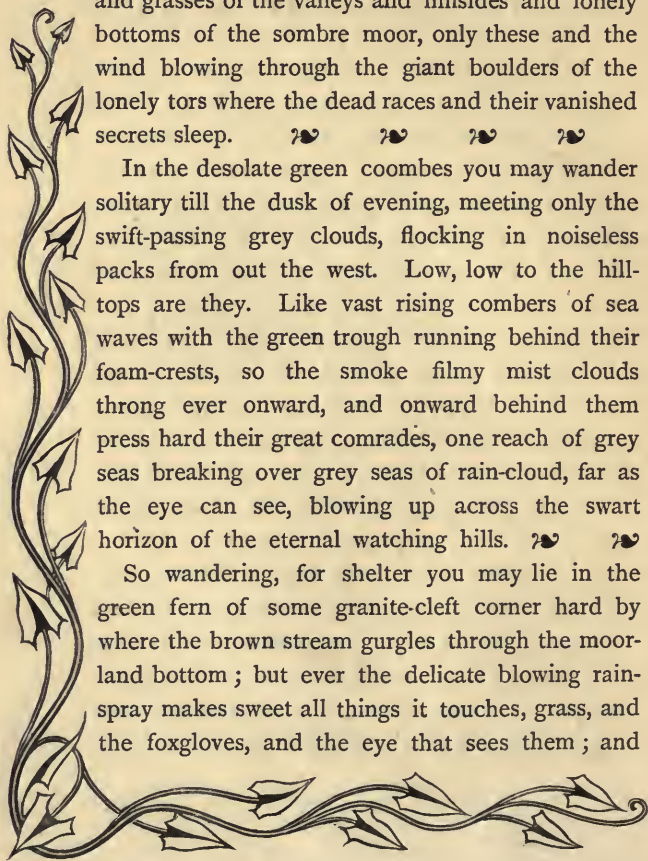 and grasses of the valleys and hillsides and lonely
bottoms of the sombre moor, only these and the
wind blowing through the giant boulders of the
lonely tors where the dead races and their vanished
secrets sleep. ❧ ❧ ❧ ❧
In the desolate green coombes you may wander
solitary till the dusk of evening, meeting only the
swift-passing grey clouds, flocking in noiseless
packs from out the west. Low, low to the hill-
tops are they. Like vast rising combers of sea
waves with the green trough running behind their
foam-crests, so the smoke filmy mist clouds
throng ever onward, and onward behind them
press hard their great comrades, one reach of grey
seas breaking over grey seas of rain-cloud, far as
the eye can see, blowing up across the swart
horizon of the eternal watching hills. ❧ ❧
So wandering, for shelter you may lie in the
green fern of some granite-cleft corner hard by
where the brown stream gurgles through the moor-
land bottom ; but ever the delicate blowing rain-
spray makes sweet all things it touches, grass, and
the foxgloves, and the eye that sees them ; and